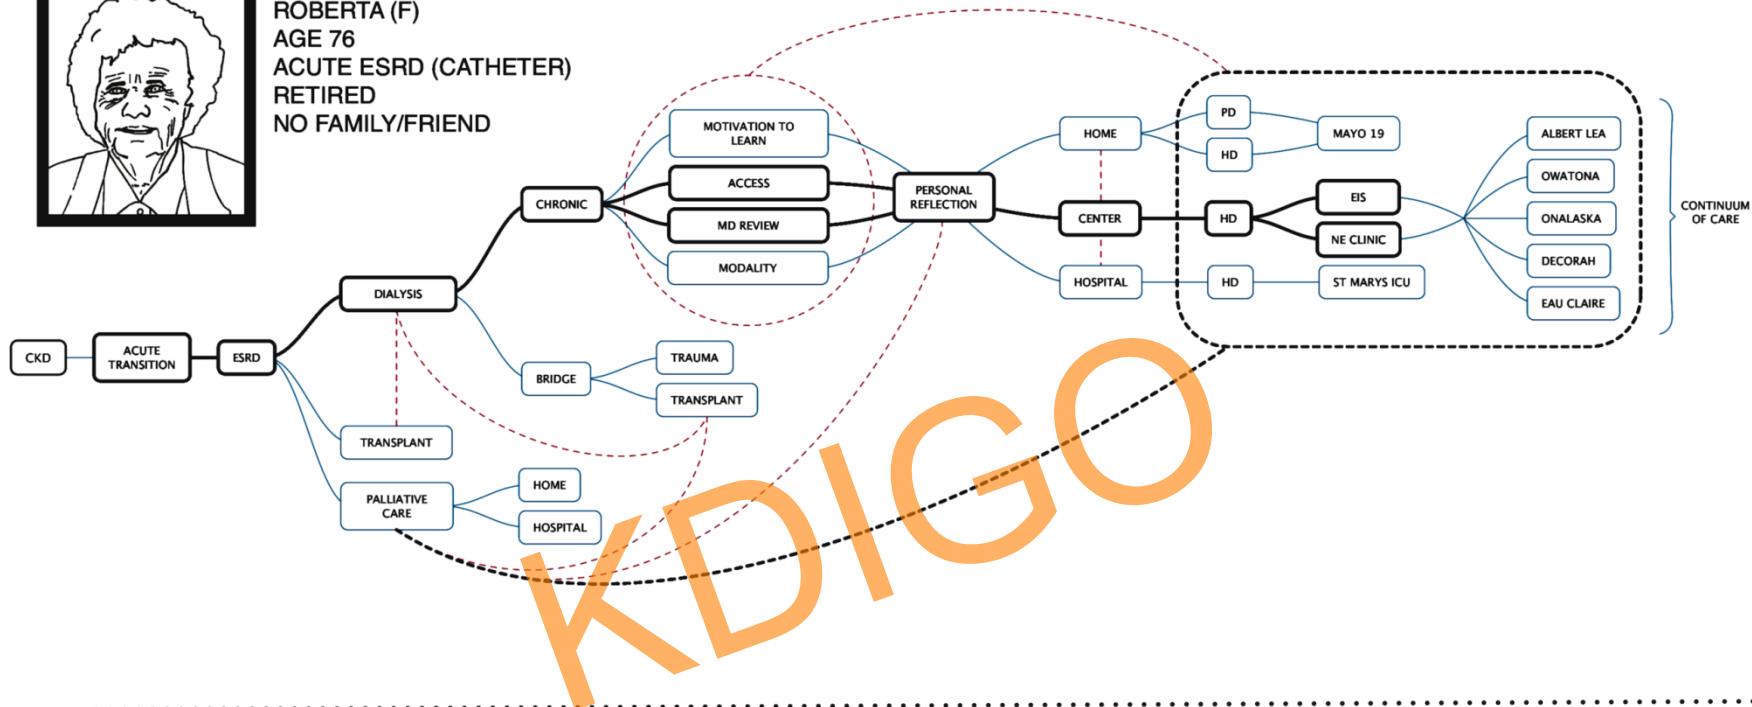 ROBERTA (F)
AGE 76
ACUTE ESRD (CATHETER)
RETIRED
NO FAMILY/FRIEND
CKD
ACUTE
TRANSITION
ESRD
DIALYSIS
TRANSPLANT
PALLIATIVE
CARE
HOME
HOSPITAL
CHRONIC
BRIDGE
TRAUMA
TRANSPLANT
MOTIVATION TO
LEARN
ACCESS
MD REVIEW
MODALITY
PERSONAL
REFLECTION
HOME
CENTER
HOSPITAL
PD
HD
HD
HD
MAYO 19
EIS
NE CLINIC
ST MARYS ICU
ALBERT LEA
OWATONA
ONALASKA
DECORAH
EAU CLAIRE
CONTINUUM
OF CARE
KDIGO